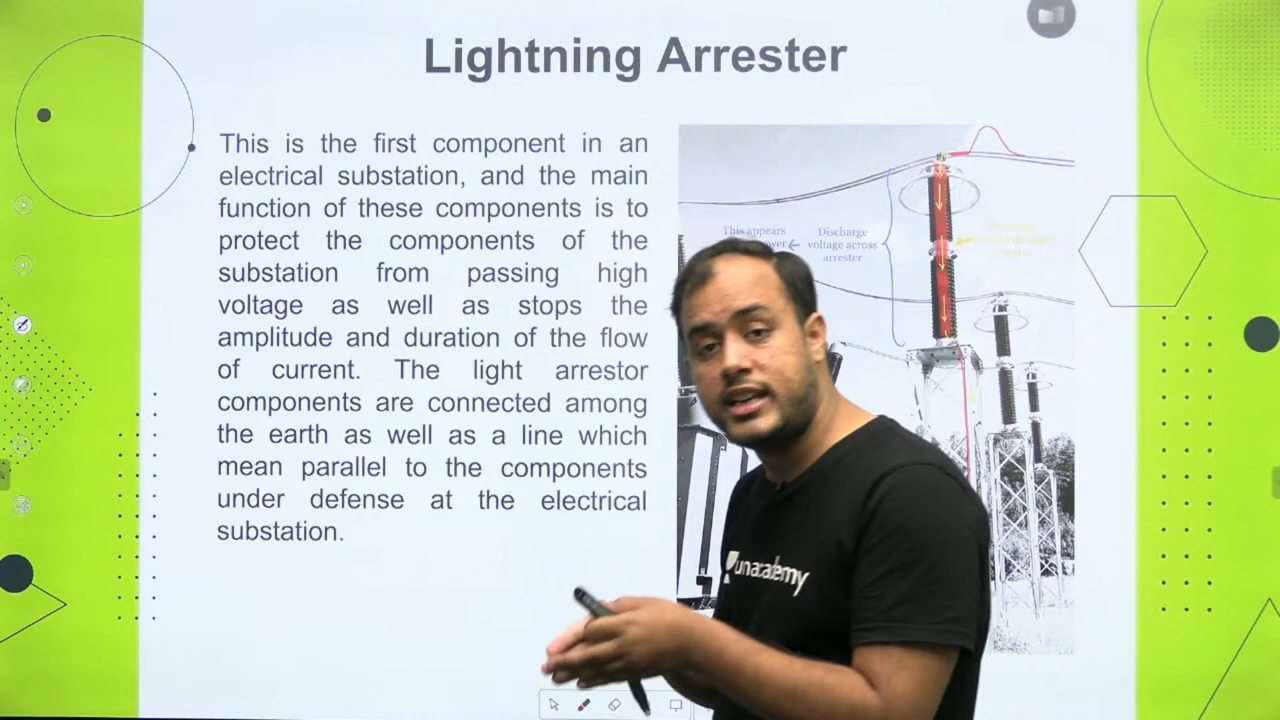 Lightning Arrester
This is the first component in an
electrical substation, and the main
function of these components is to
protect the components of the
substation from passing high
voltage as well as stops the
amplitude and duration of the flow
of current. The light arrestor
components are connected among
the earth as well as a line which
mean parallel to the components
under defense at the electrical
substation.
This appears
Discharge
voltage across
arrester
unacademy